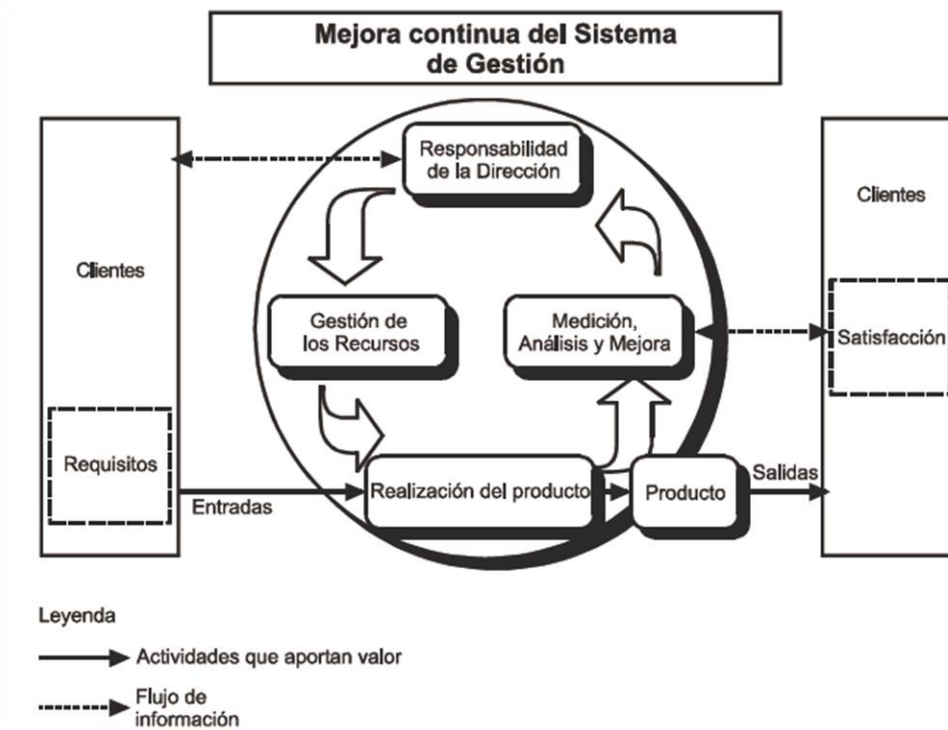 Mejora continua del Sistema
de Gestión
Responsabilidad
de la Dirección
Clientes
Clientes
Gestión de
los Recursos
Medición,
Análisis y Mejora
Satisfacción
Requisitos
Entradas
Realización del producto
Producto
Salidas
Leyenda
Actividades que aportan valor
Flujo de
información